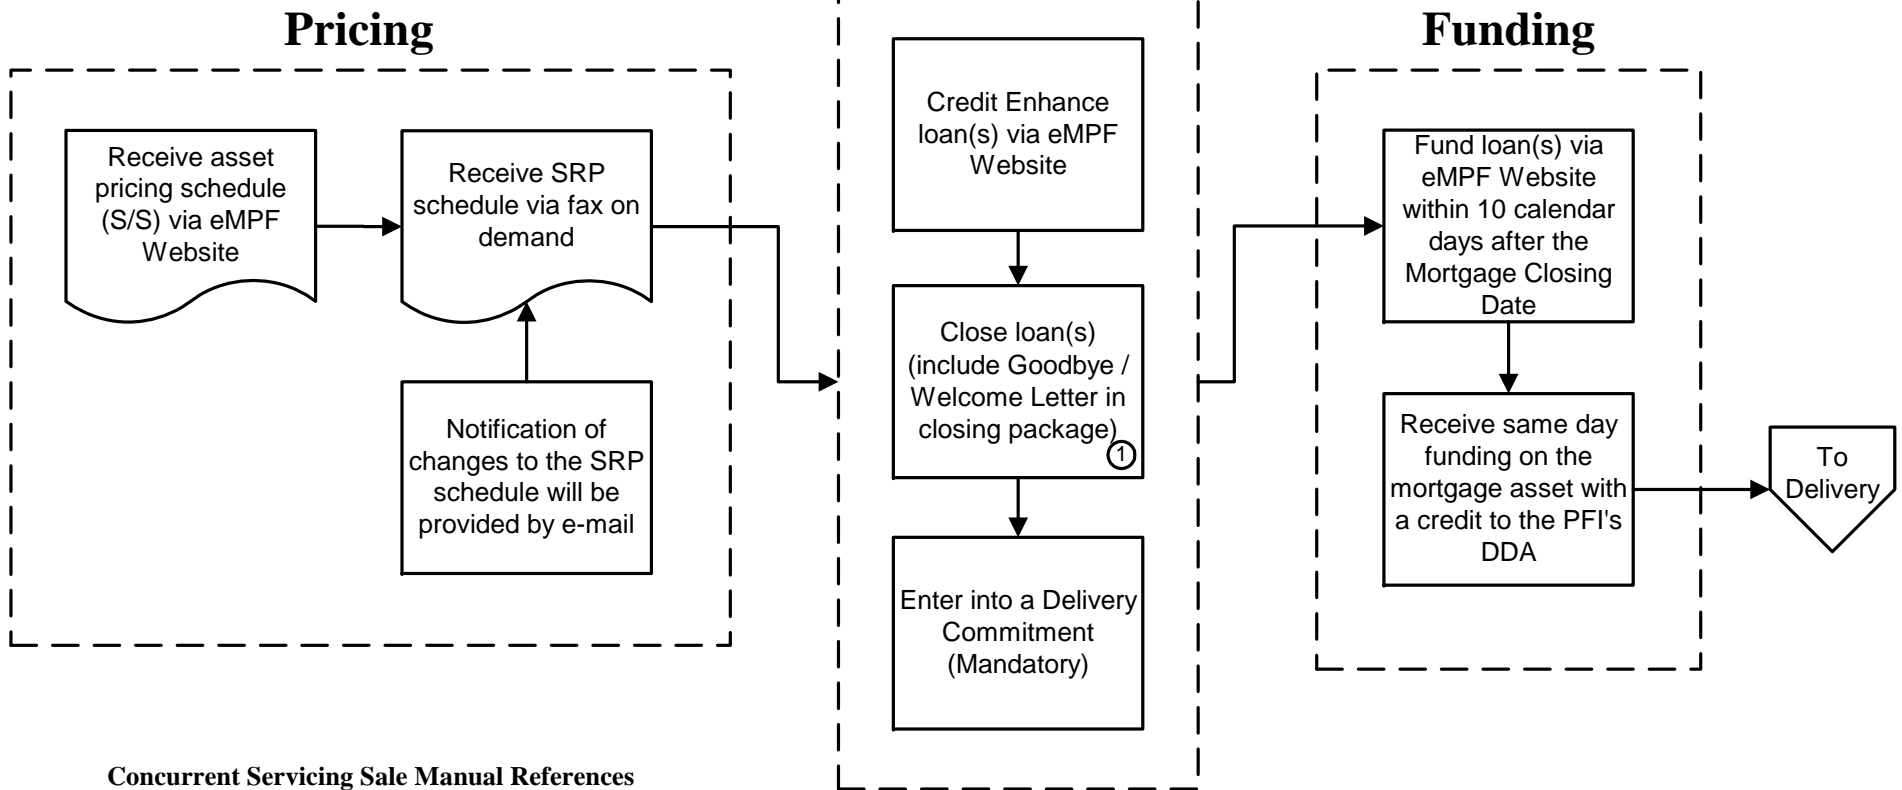 Pricing
Receive asset
pricing schedule
(S/S) via eMPF
Website
Receive SRP
schedule via fax on
demand
Notification of
changes to the SRP
schedule will be
provided by e-mail
Credit Enhance
loan(s) via eMPF
Website
Close loan(s)
(include Goodbye /
Welcome Letter in
closing package)
1
Enter into a Delivery
Commitment
(Mandatory)
Funding
Fund loan(s) via
eMPF Website
within 10 calendar
days after the
Mortgage Closing
Date
Receive same day
funding on the
mortgage asset with
a credit to the PFI's
DDA
To
Delivery
Concurrent Servicing Sale Manual References